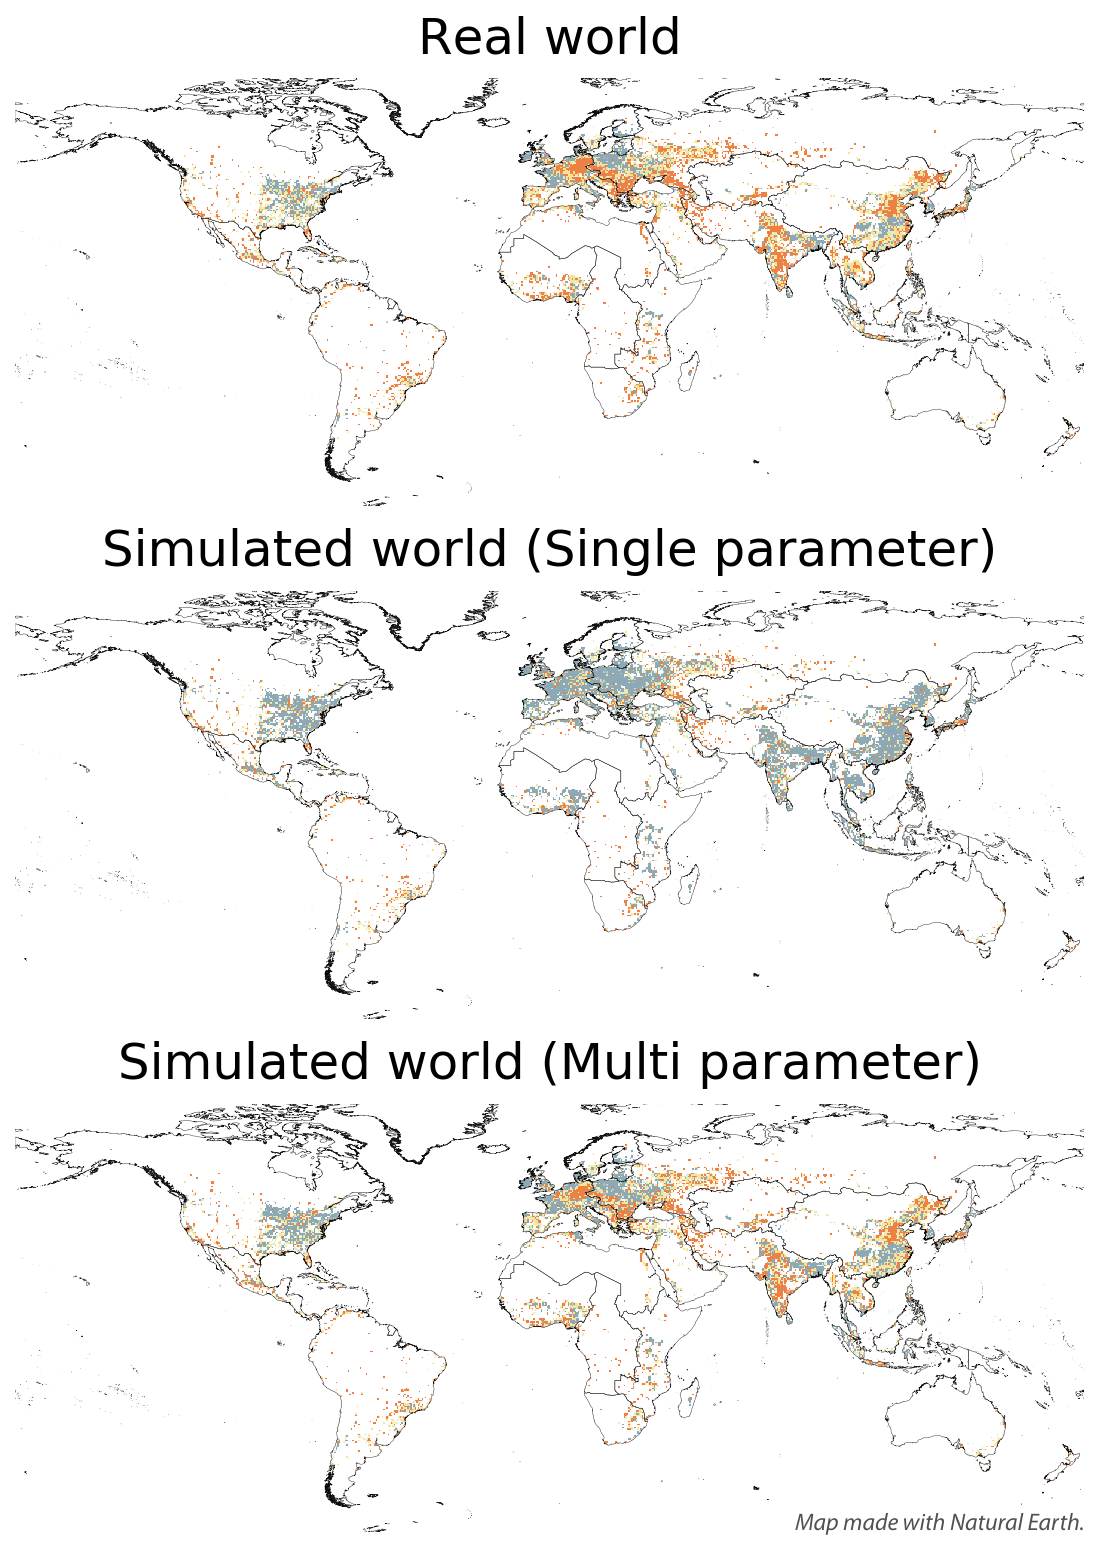 Real world
Simulated world (Single parameter)
Simulated world (Multi parameter)
Map made with Natural Earth.